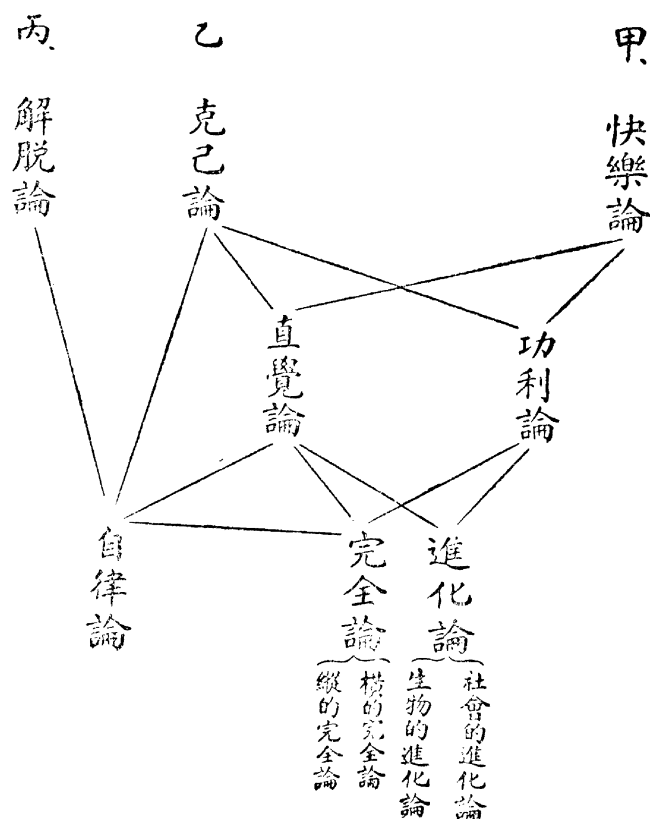 甲、快樂論
乙 克己論
丙、解脱論
功利論
直覺論
進化論
完全論
自律論
社會的進化論
生物的進化論
橫的完全論
縱的完全論